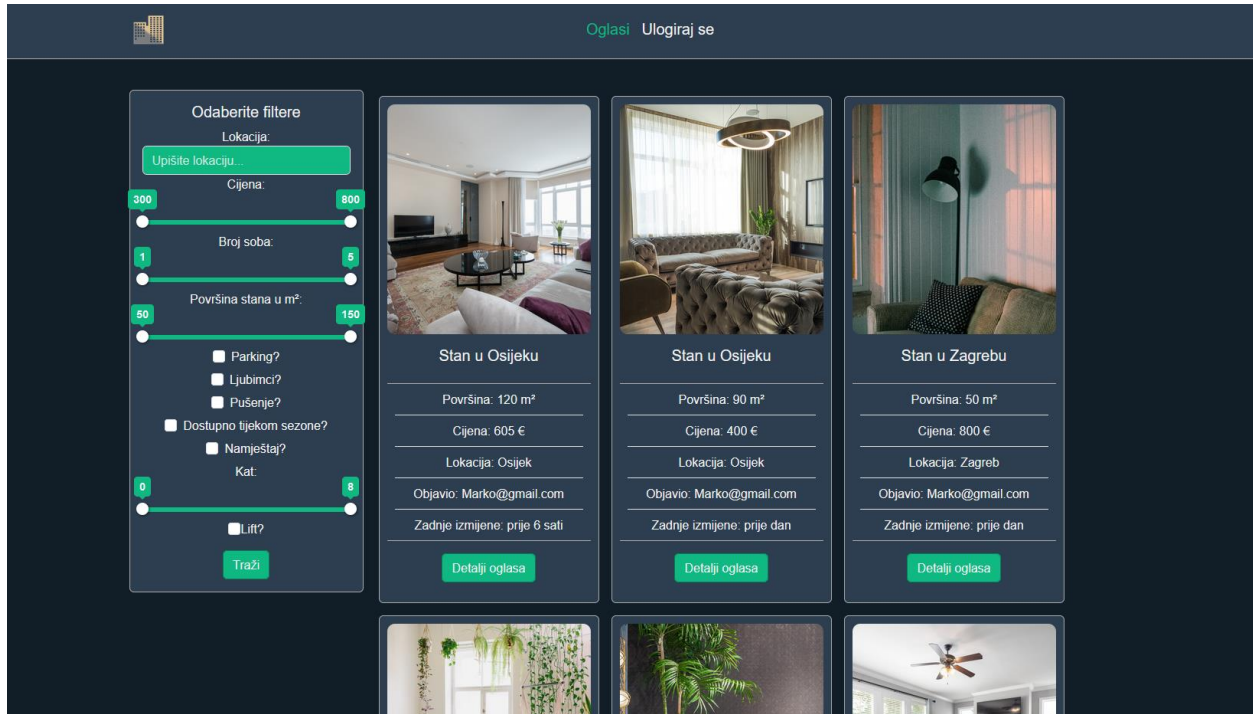 Oglasi Ulogiraj se
Odaberite filtere
Lokacija:
Upišite lokaciju...
Cijena:
300 800
Broj soba:
1 5
Površina stana u m²:
50 150
Parking?
Ljubimci?
Pušenje?
Dostupno tijekom sezone?
Namještaj?
Kat:
0 8
Lift?
Traži
Stan u Osijeku
Površina: 120 m²
Cijena: 605 €
Lokacija: Osijek
Objavio: Marko@gmail.com
Zadnje izmijene: prije 6 sati
Detalji oglasa
Stan u Osijeku
Površina: 90 m²
Cijena: 400 €
Lokacija: Osijek
Objavio: Marko@gmail.com
Zadnje izmijene: prije dan
Detalji oglasa
Stan u Zagrebu
Površina: 50 m²
Cijena: 800 €
Lokacija: Zagreb
Objavio: Marko@gmail.com
Zadnje izmijene: prije dan
Detalji oglasa